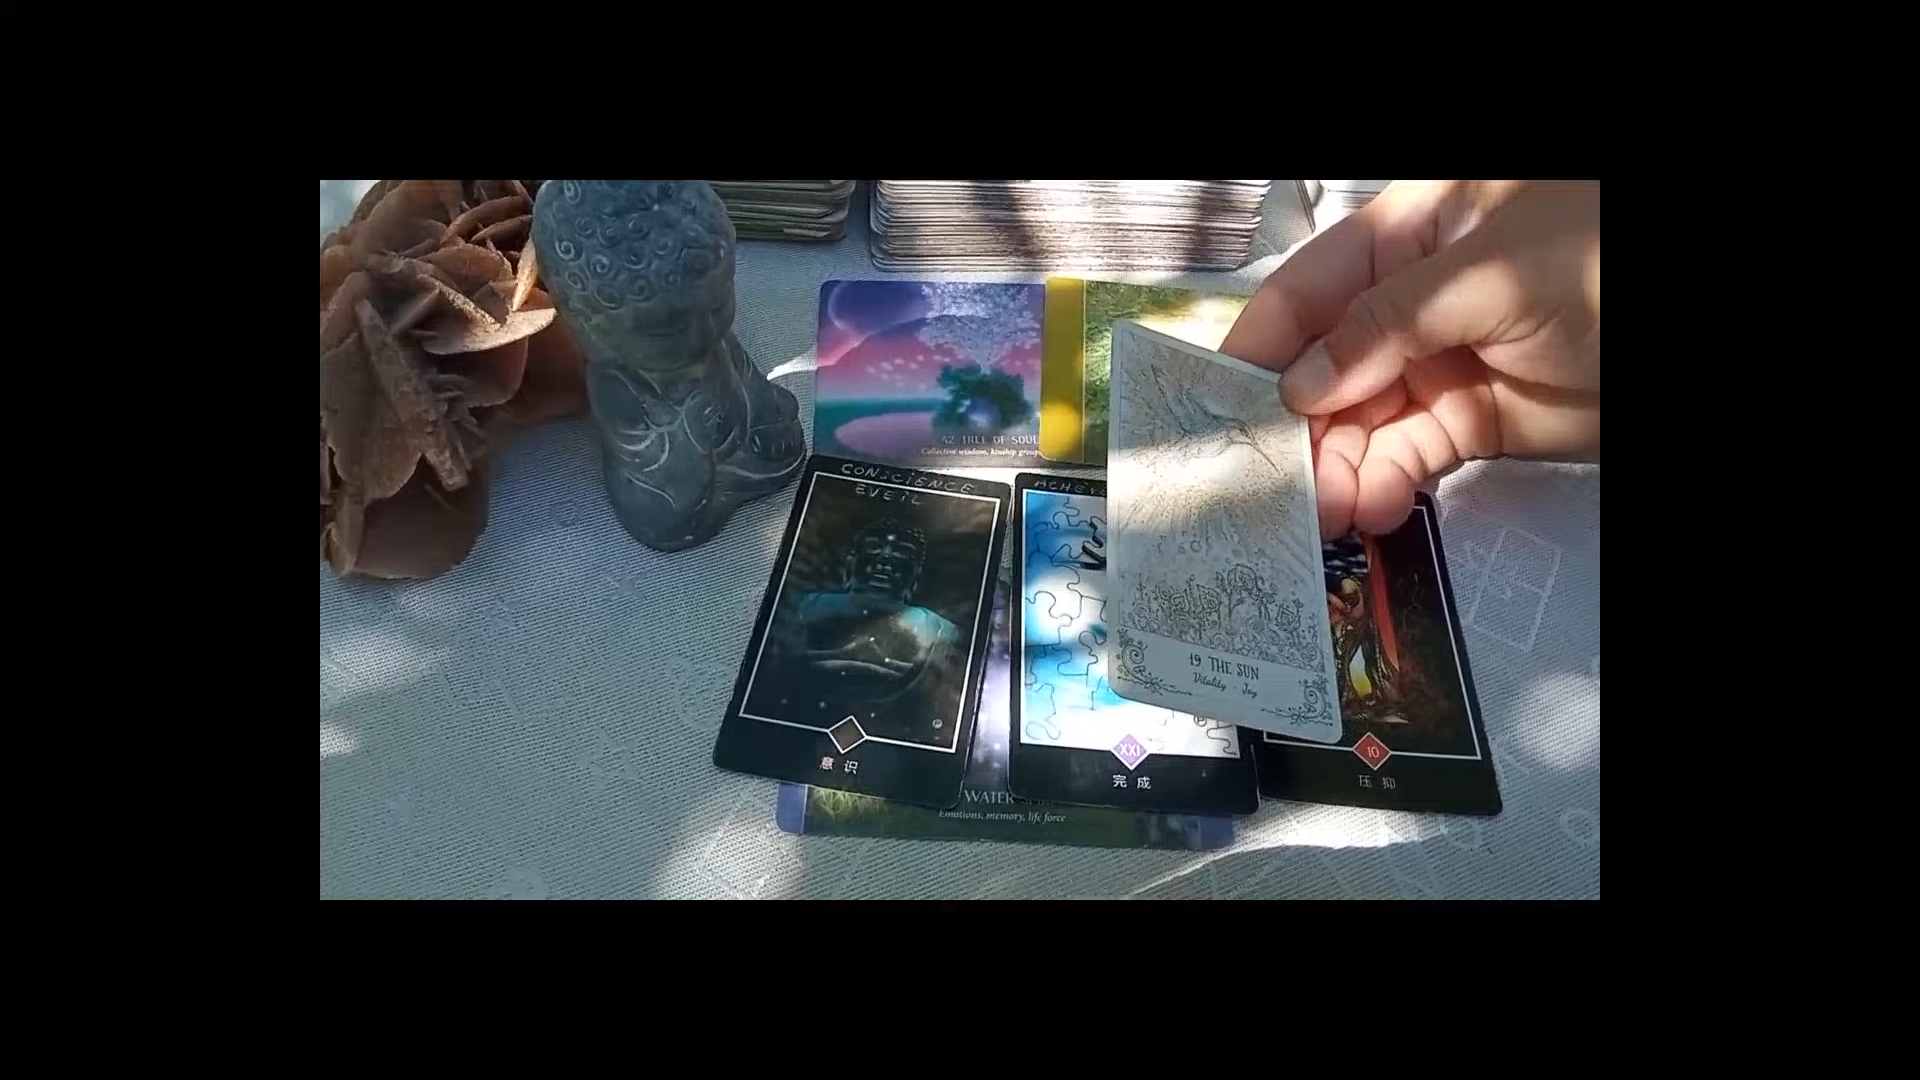 42 TREE OF SOUL
Collective wisdom, kinship group
CONSCIENCE
EVEIL
ACHEV
19 THE SUN
Vitality - Joy
XXI
10
意识
完成
压抑
WATER
Emotions, memory, life force